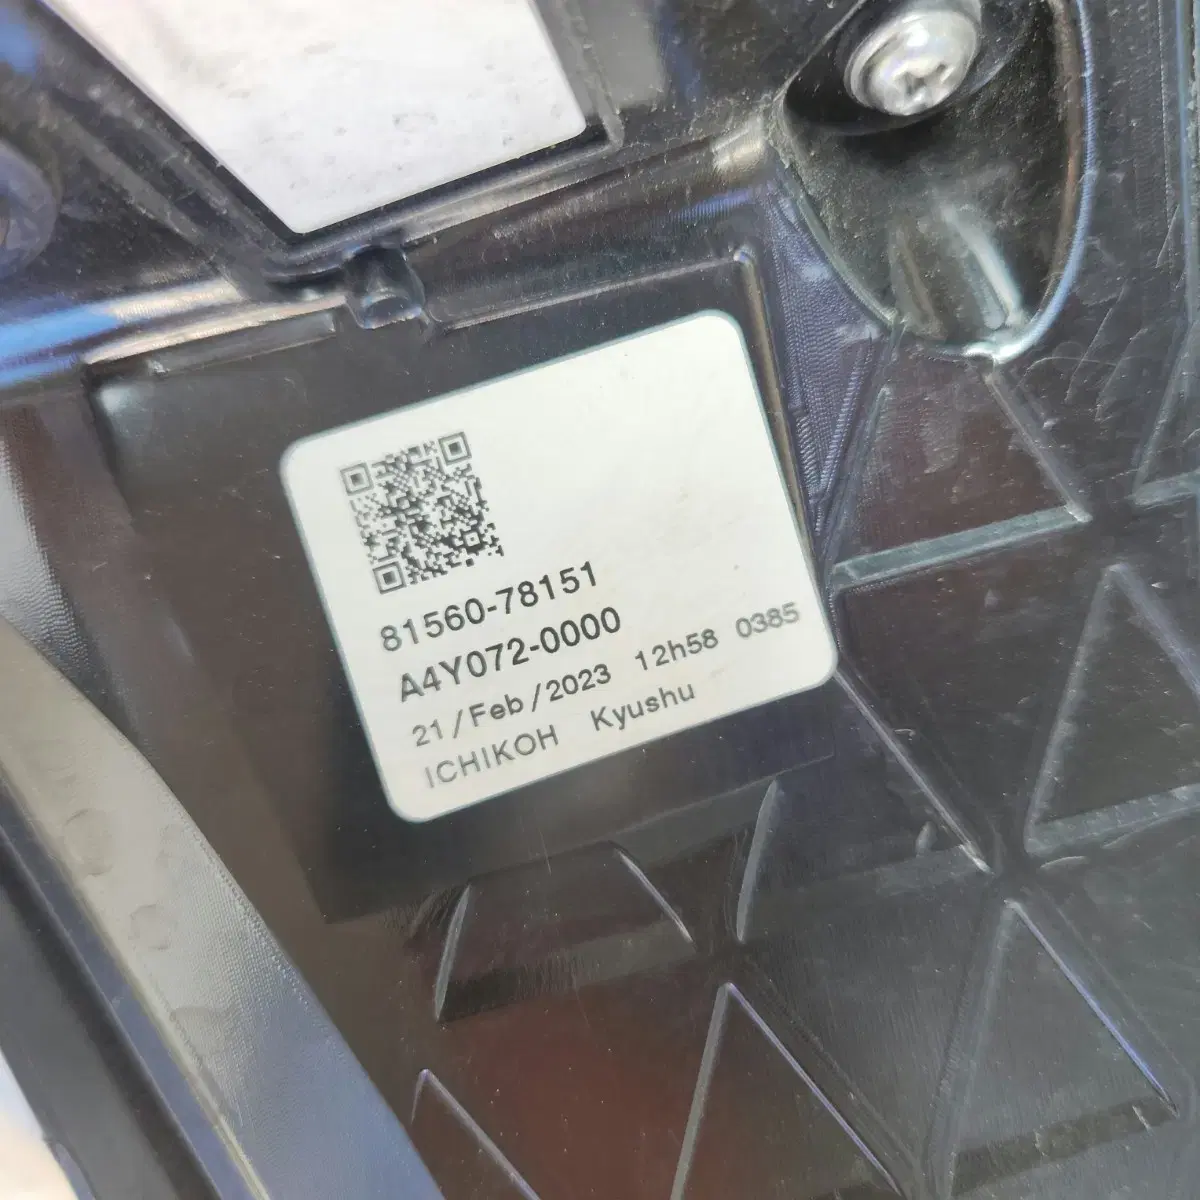 81560-78151
A4Y072-0000
21/Feb/2023 12h58 0385
ICHIKOH Kyushu